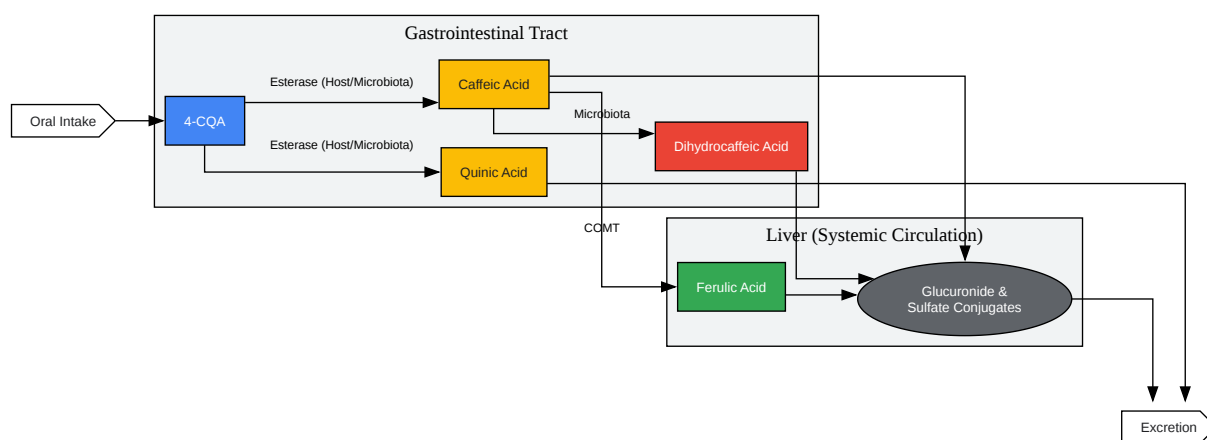 Gastrointestinal Tract
Esterase (Host/Microbiota)
Caffeic Acid
Oral Intake
4-CQA
Microbiota
Esterase (Host/Microbiota)
Dihydrocaffeic Acid
Quinic Acid
COMT
Liver (Systemic Circulation)
Ferulic Acid
Glucuronide &
Sulfate Conjugates
Excretion